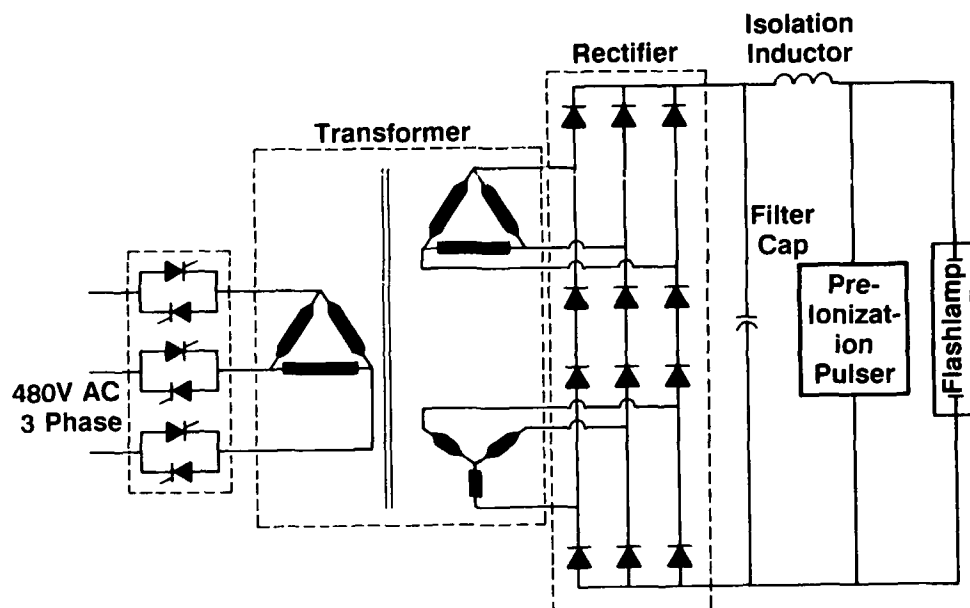 Isolation
Inductor
Rectifier
Transformer
Filter
Cap
Pre-
Ionizat-
ion
Pulser
Flashlamp
480V AC
3 Phase